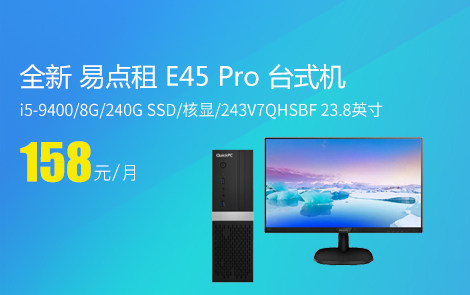 全新 易点租 E45 Pro 台式机
i5-9400/8G/240G SSD/核显/243V7QHSBF 23.8英寸
158元/月
QuickPC